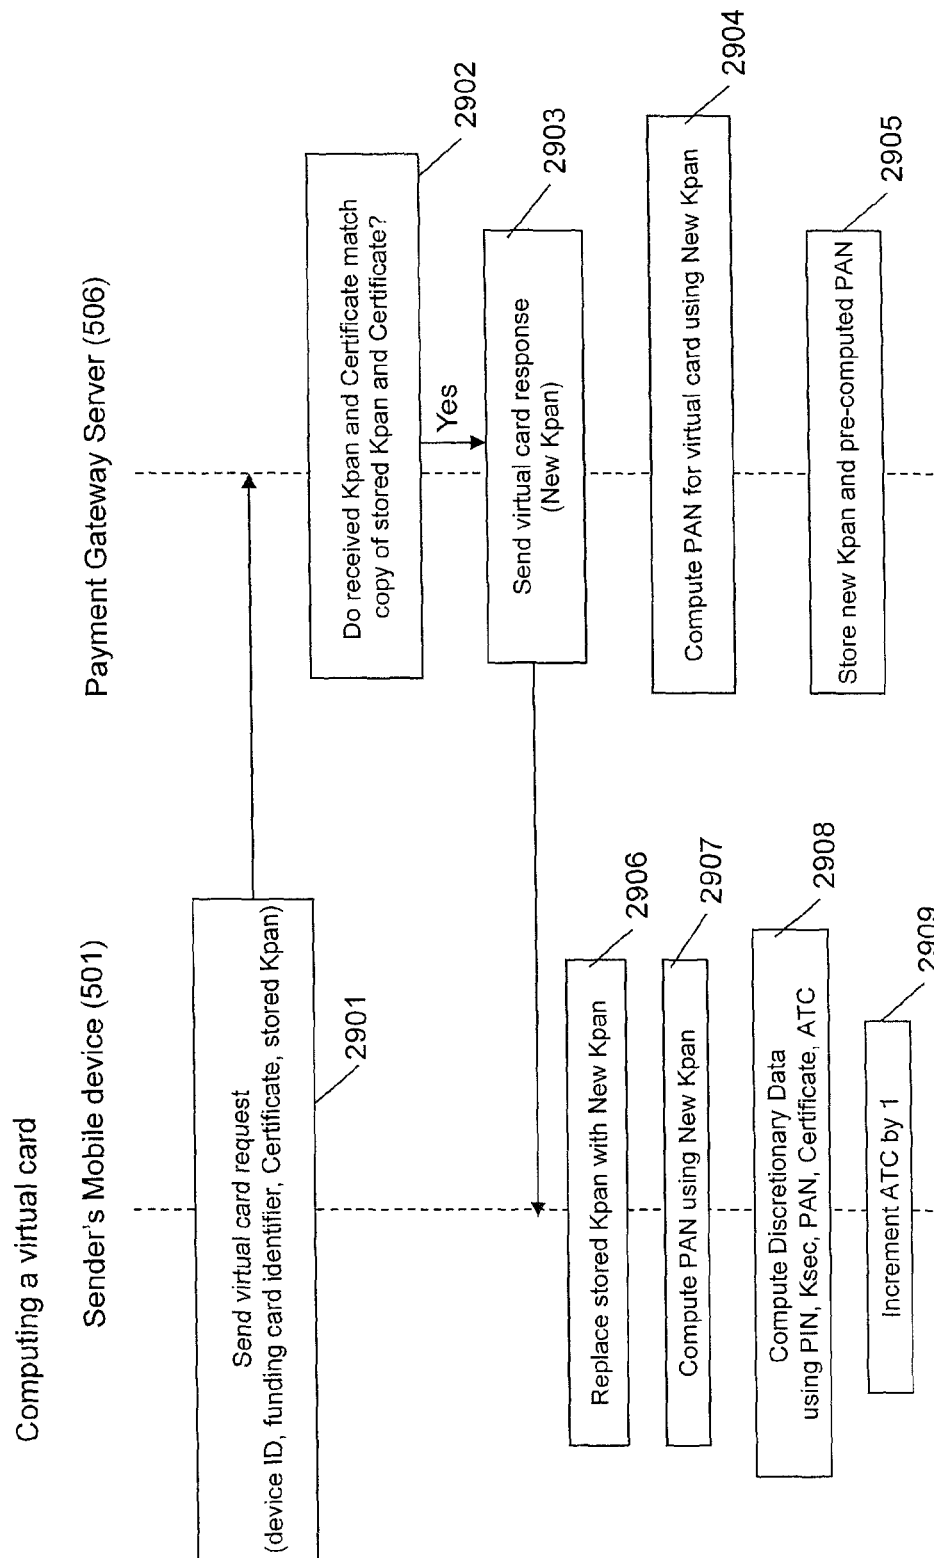 Computing a virtual card
Sender's Mobile device (501)
Payment Gateway Server (506)
Send virtual card request
(device ID, funding card identifier, Certificate, stored Kpan)
2901
Do received Kpan and Certificate match
copy of stored Kpan and Certificate?
2902
Yes
Send virtual card response
(New Kpan)
2903
Compute PAN for virtual card using New Kpan
2904
Store new Kpan and pre-computed PAN
2905
Replace stored Kpan with New Kpan
2906
Compute PAN using New Kpan
2907
Compute Discretionary Data
using PIN, Ksec, PAN, Certificate, ATC
2908
Increment ATC by 1
2909